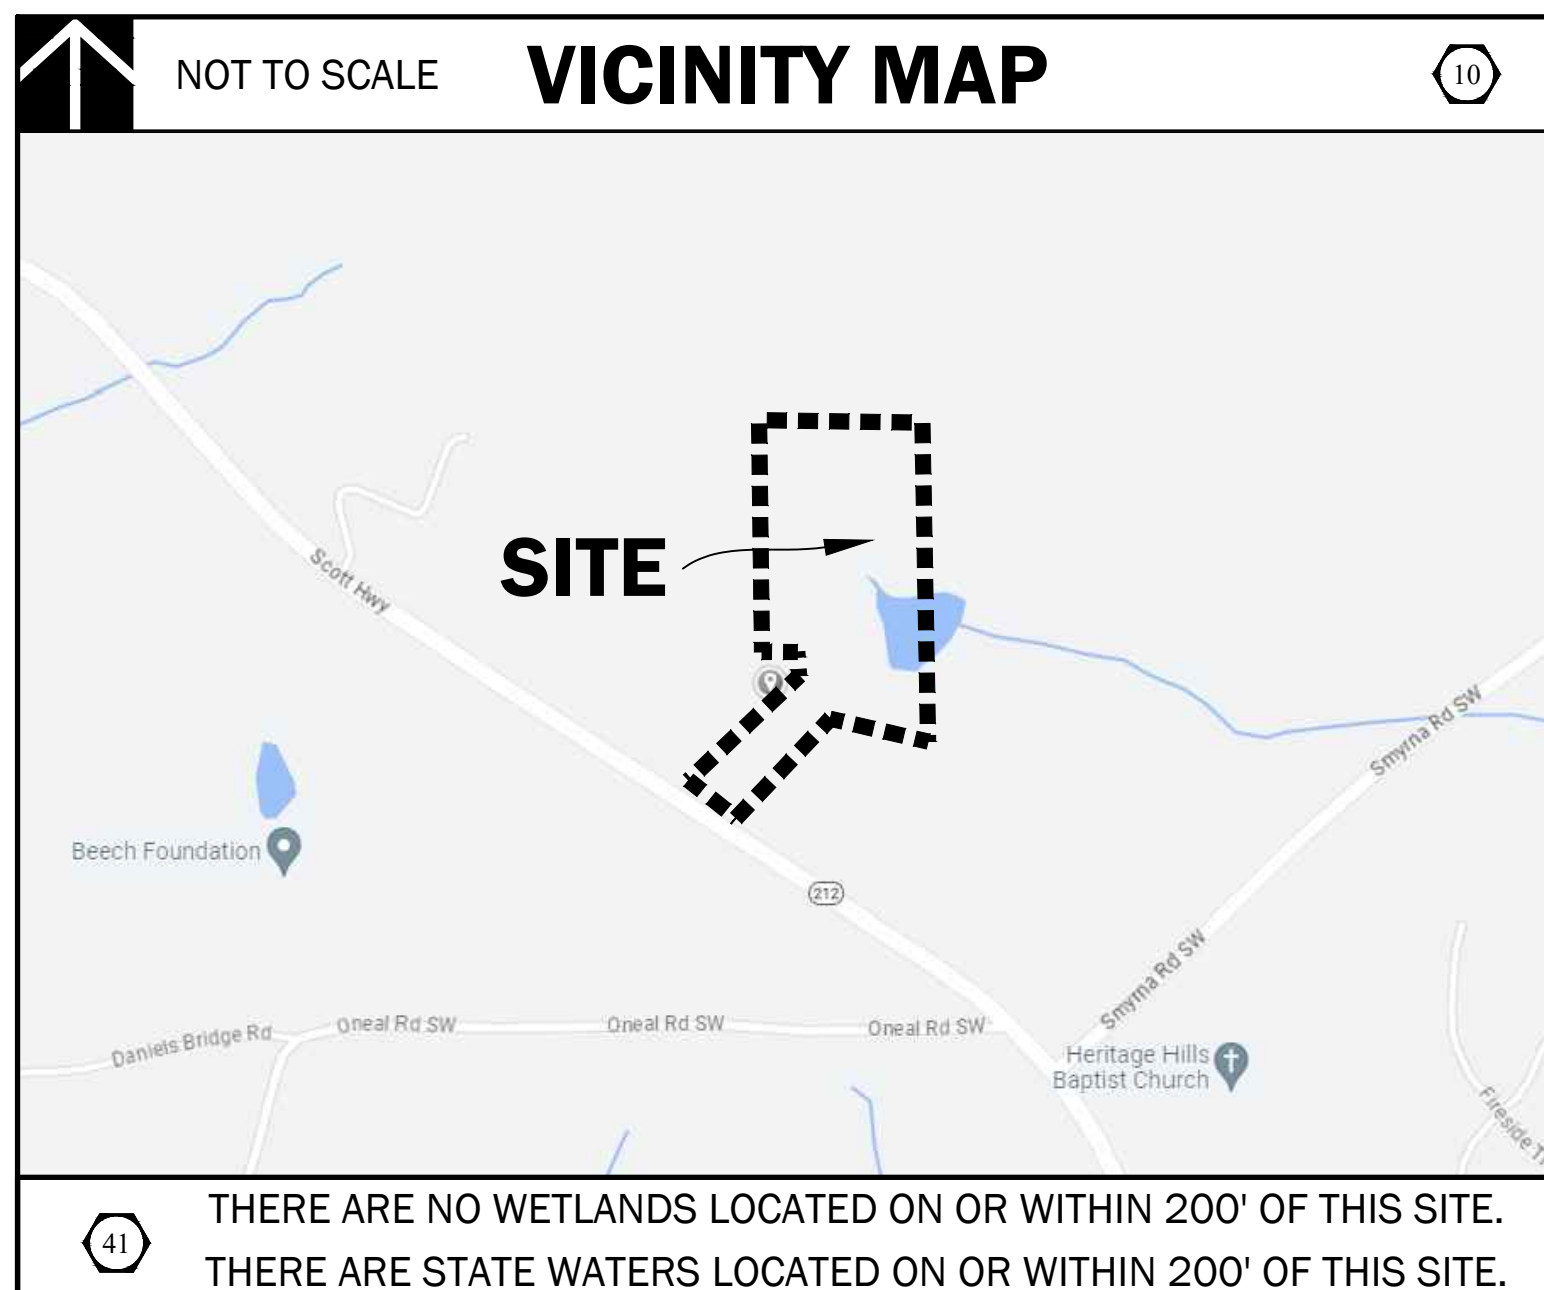 NOT TO SCALE
VICINITY MAP
10
SITE
Scott Hwy
Smyrna Rd SW
Beech Foundation
212
Smyrna Rd SW
Daniels Bridge Rd
Oneal Rd SW
Oneal Rd SW
Oneal Rd SW
Heritage Hills
Baptist Church
Fireside
41
THERE ARE NO WETLANDS LOCATED ON OR WITHIN 200' OF THIS SITE.
THERE ARE STATE WATERS LOCATED ON OR WITHIN 200' OF THIS SITE.